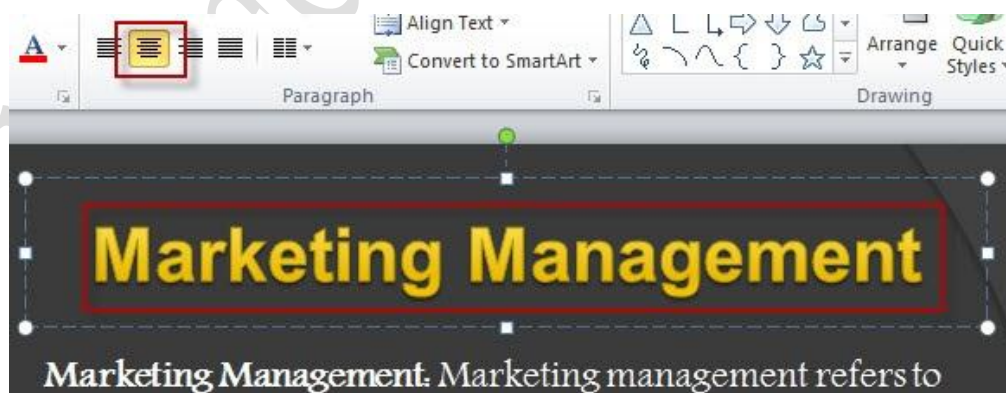 Align Text
A
Convert to SmartArt
Arrange Quick
Styles
Paragraph
Drawing
Marketing Management
Marketing Management: Marketing management refers to